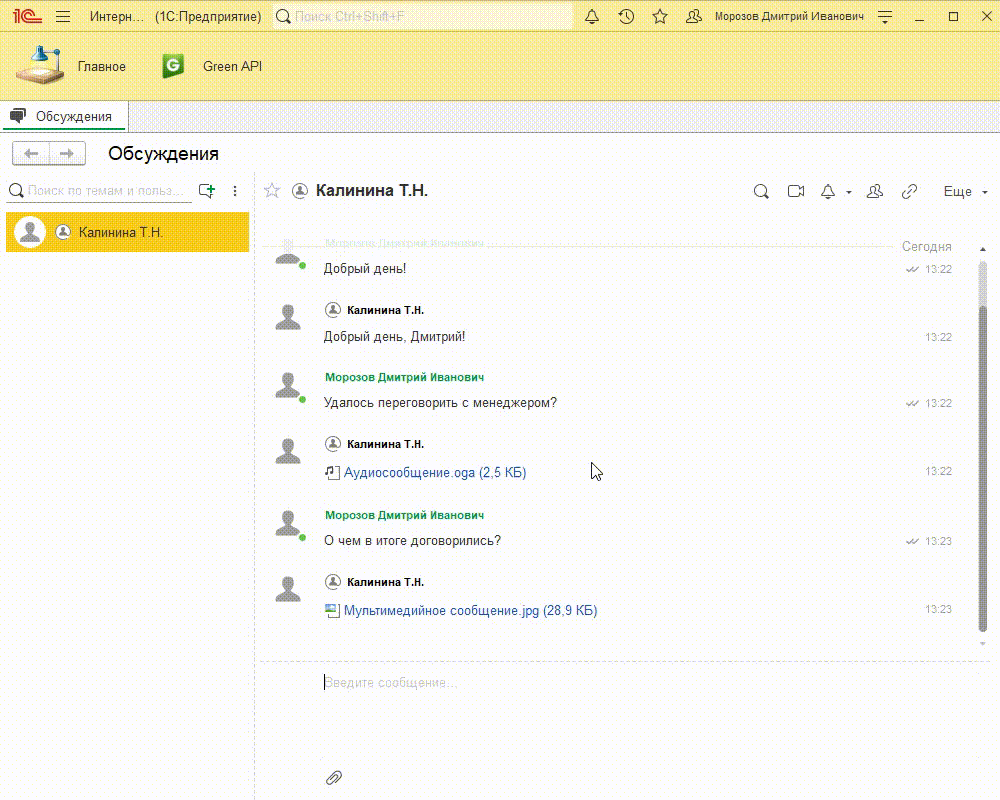 1С Интерн... (1С:Предприятие) Поиск Ctrl+Shift+F Морозов Дмитрий Иванович
Главное Green API
Обсуждения
Обсуждения
Поиск по темам и польз...
Калинина Т.Н. Еще
Калинина Т.Н.
Морозов Дмитрий Иванович Сегодня
Добрый день! 13:22
Калинина Т.Н.
Добрый день, Дмитрий! 13:22
Морозов Дмитрий Иванович
Удалось переговорить с менеджером? 13:22
Калинина Т.Н.
Аудиосообщение.oga (2,5 КБ) 13:22
Морозов Дмитрий Иванович
О чем в итоге договорились? 13:23
Калинина Т.Н.
Мультимедийное сообщение.jpg (28,9 КБ) 13:23
Введите сообщение...